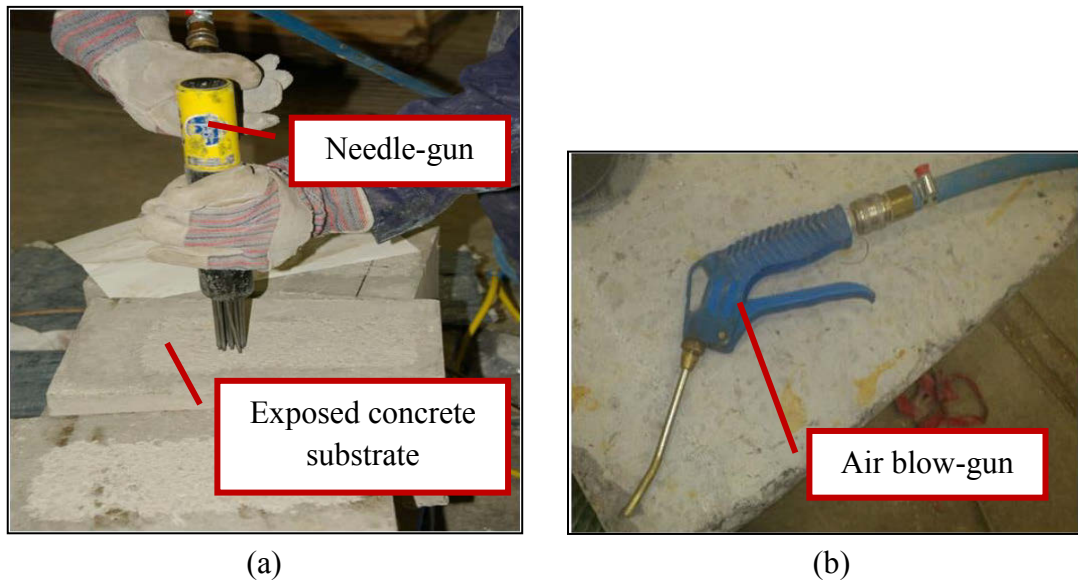 Needle-gun
Exposed concrete
substrate
Air blow-gun
(a)
(b)